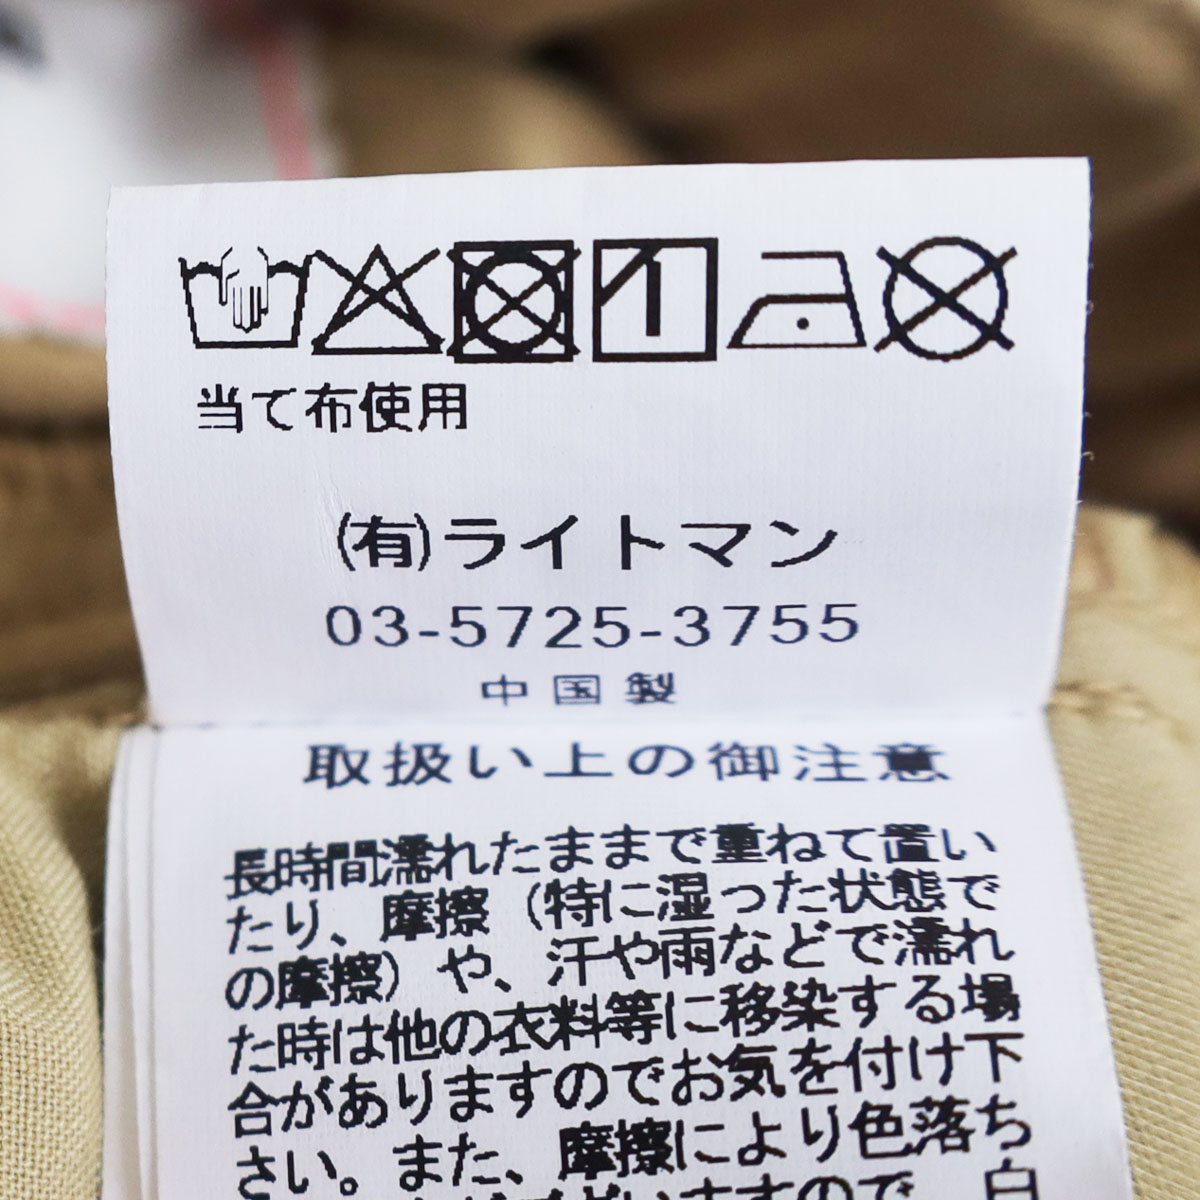 当て布使用
(有)ライトマン
03-5725-3755
中国製
取扱い上の御注意
長時間濡れたままで重ねて置い
たり、摩擦（特に湿った状態で
の摩擦）や、汗や雨などで濡れ
た時は他の衣料等に移染する場
合がありますのでお気を付け下
さい。また、摩擦により色落ち